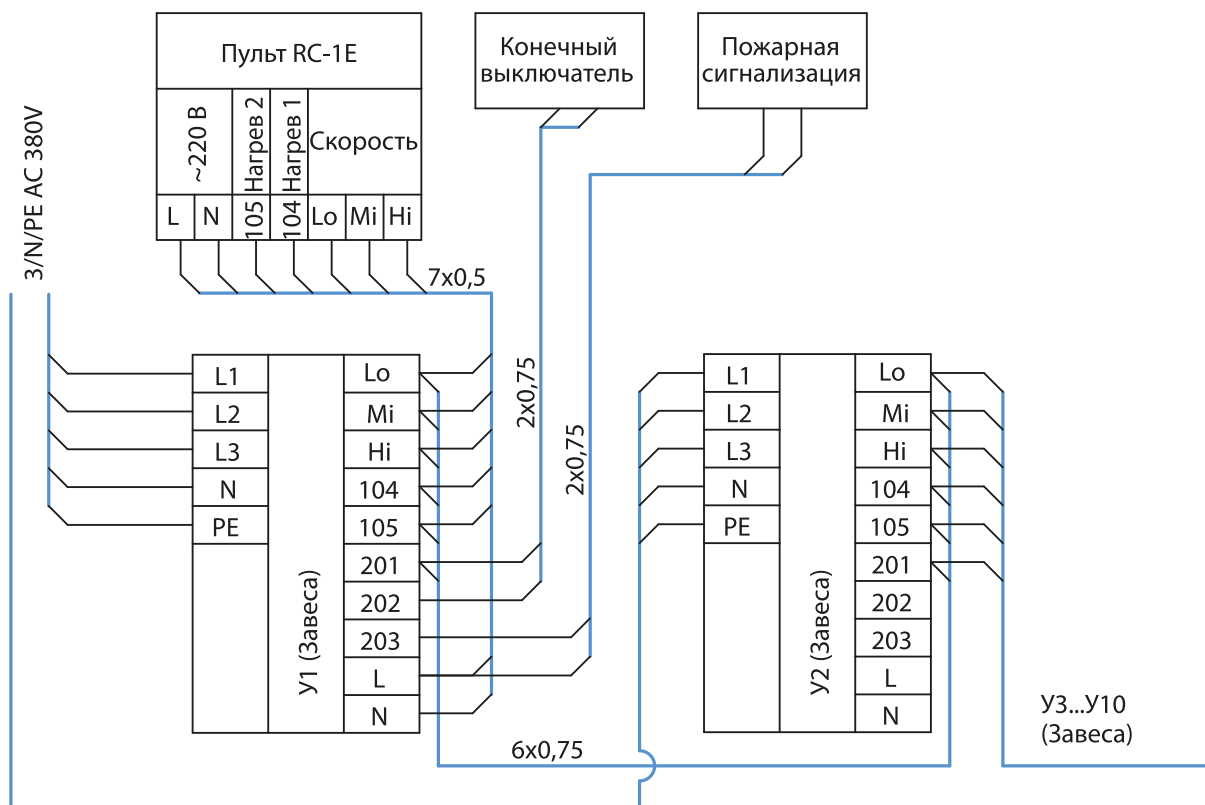 Пульт RC-1E
~220 В
Нагрев 2
Нагрев 1
Скорость
L
N
105
104
Lo
Mi
Hi
Конечный
выключатель
Пожарная
сигнализация
3/N/PE AC 380V
7x0,5
2x0,75
2x0,75
L1
L2
L3
N
PE
У1 (Завеса)
Lo
Mi
Hi
104
105
201
202
203
L
N
6x0,75
L1
L2
L3
N
PE
У2 (Завеса)
Lo
Mi
Hi
104
105
201
202
203
L
N
У3...У10
(Завеса)